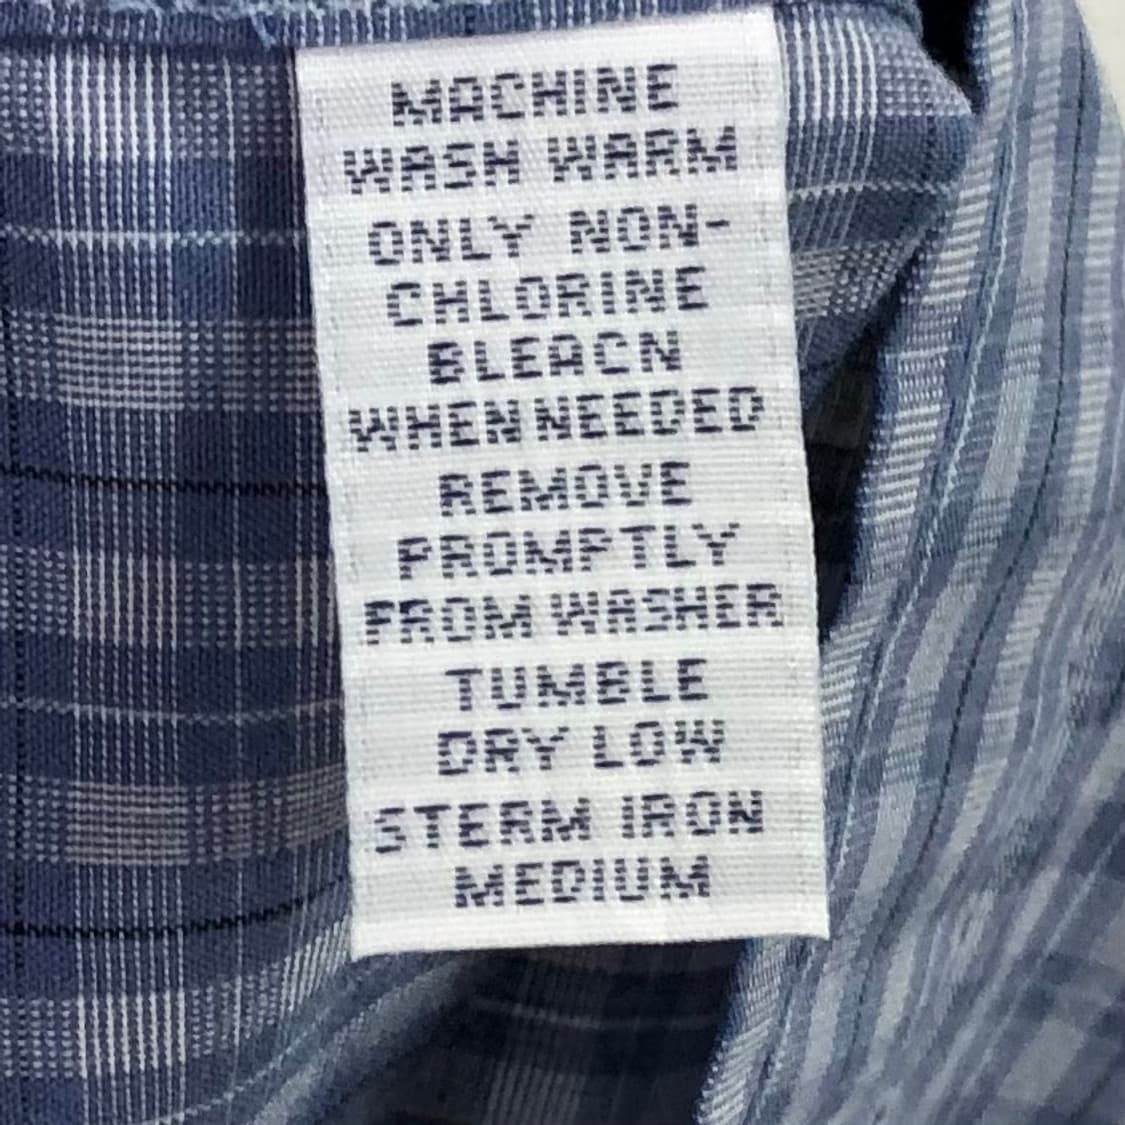 MACHINE
WASH WARM
ONLY NON-
CHLORINE
BLEACN
WHEN NEEDED
REMOVE
PROMPTLY
FROM WASHER
TUMBLE
DRY LOW
STERM IRON
MEDIUM